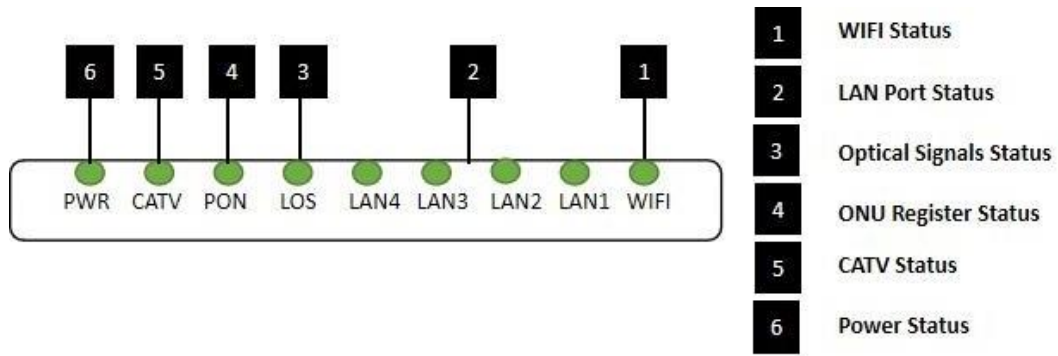 6 5 4 3 2 1
PWR CATV PON LOS LAN4 LAN3 LAN2 LAN1 WIFI
1 WIFI Status
2 LAN Port Status
3 Optical Signals Status
4 ONU Register Status
5 CATV Status
6 Power Status